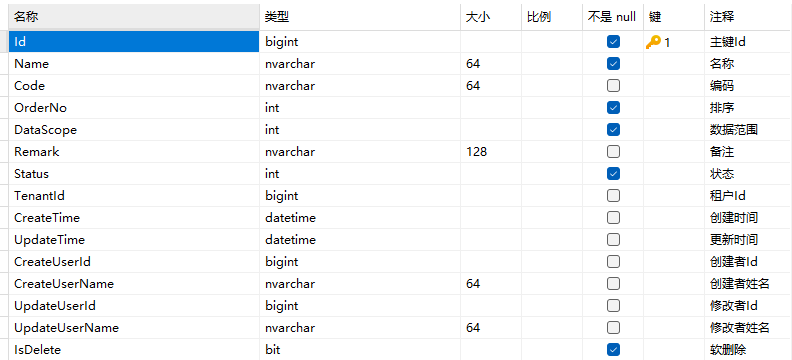 名称 类型 大小 比例 不是 null 键 注释
Id bigint 1 主键Id
Name nvarchar 64 名称
Code nvarchar 64 编码
OrderNo int 排序
DataScope int 数据范围
Remark nvarchar 128 备注
Status int 状态
TenantId bigint 租户Id
CreateTime datetime 创建时间
UpdateTime datetime 更新时间
CreateUserId bigint 创建者Id
CreateUserName nvarchar 64 创建者姓名
UpdateUserId bigint 修改者Id
UpdateUserName nvarchar 64 修改者姓名
IsDelete bit 软删除